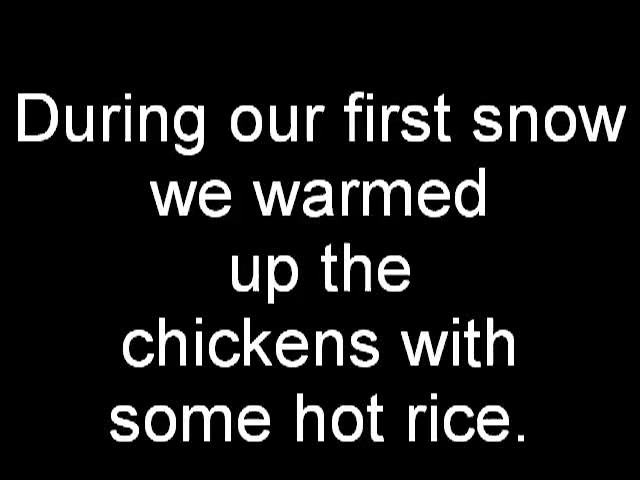 During our first snow
we warmed
up the
chickens with
some hot rice.